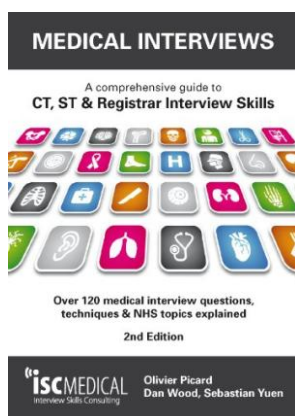 MEDICAL INTERVIEWS
A comprehensive guide to
CT, ST & Registrar Interview Skills
H
Over 120 medical interview questions,
techniques & NHS topics explained
2nd Edition
ISCMEDICAL
Interview Skills Consulting
Olivier Picard
Dan Wood, Sebastian Yuen